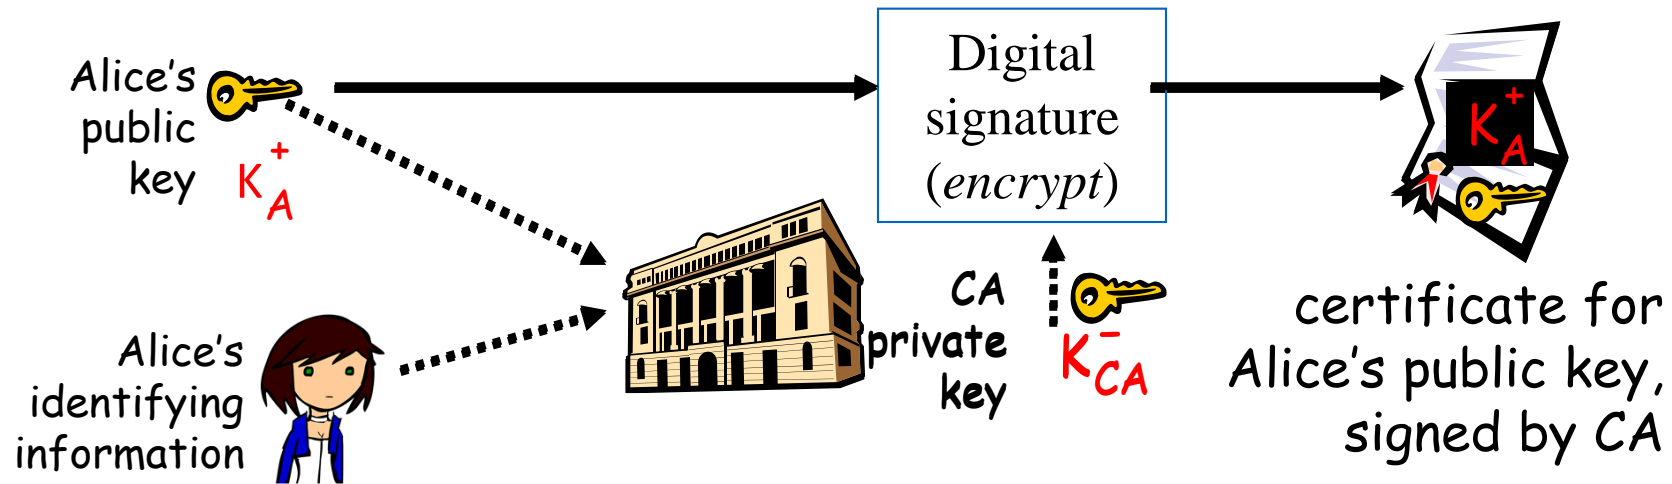 Alice's
public
key
K
+
A
Digital
signature
(encrypt)
K
+
A
CA
private
key
K
−
CA
Alice's
identifying
information
certificate for
Alice's public key,
signed by CA